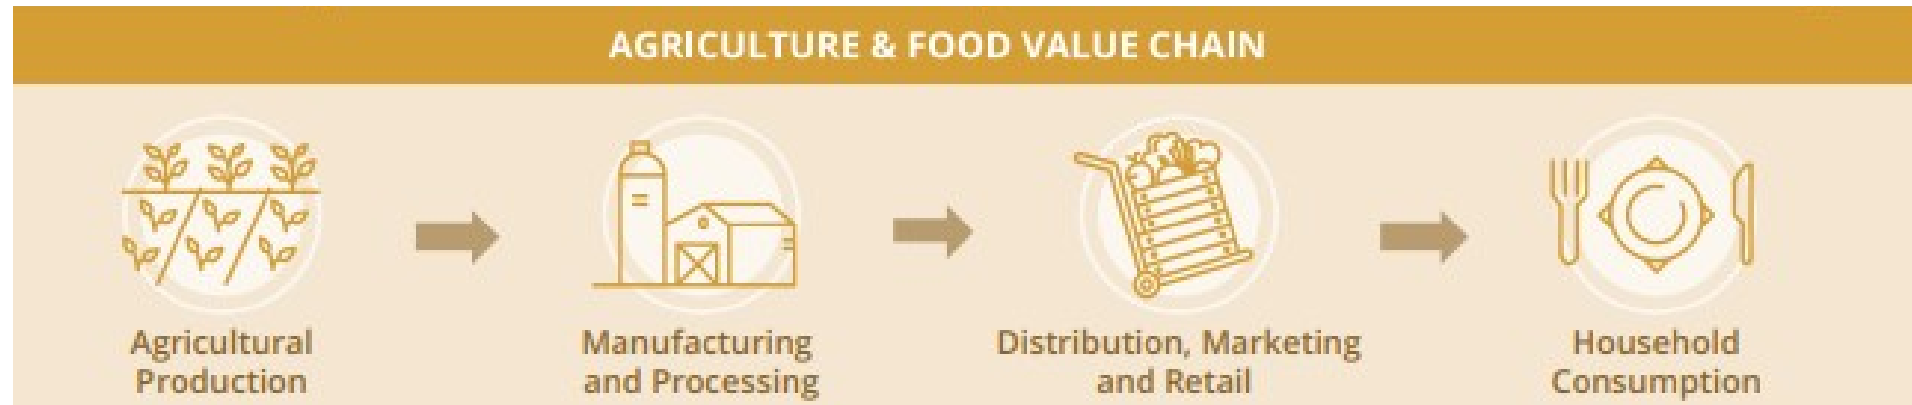 AGRICULTURE & FOOD VALUE CHAIN
Agricultural
Production
Manufacturing
and Processing
Distribution, Marketing
and Retail
Household
Consumption